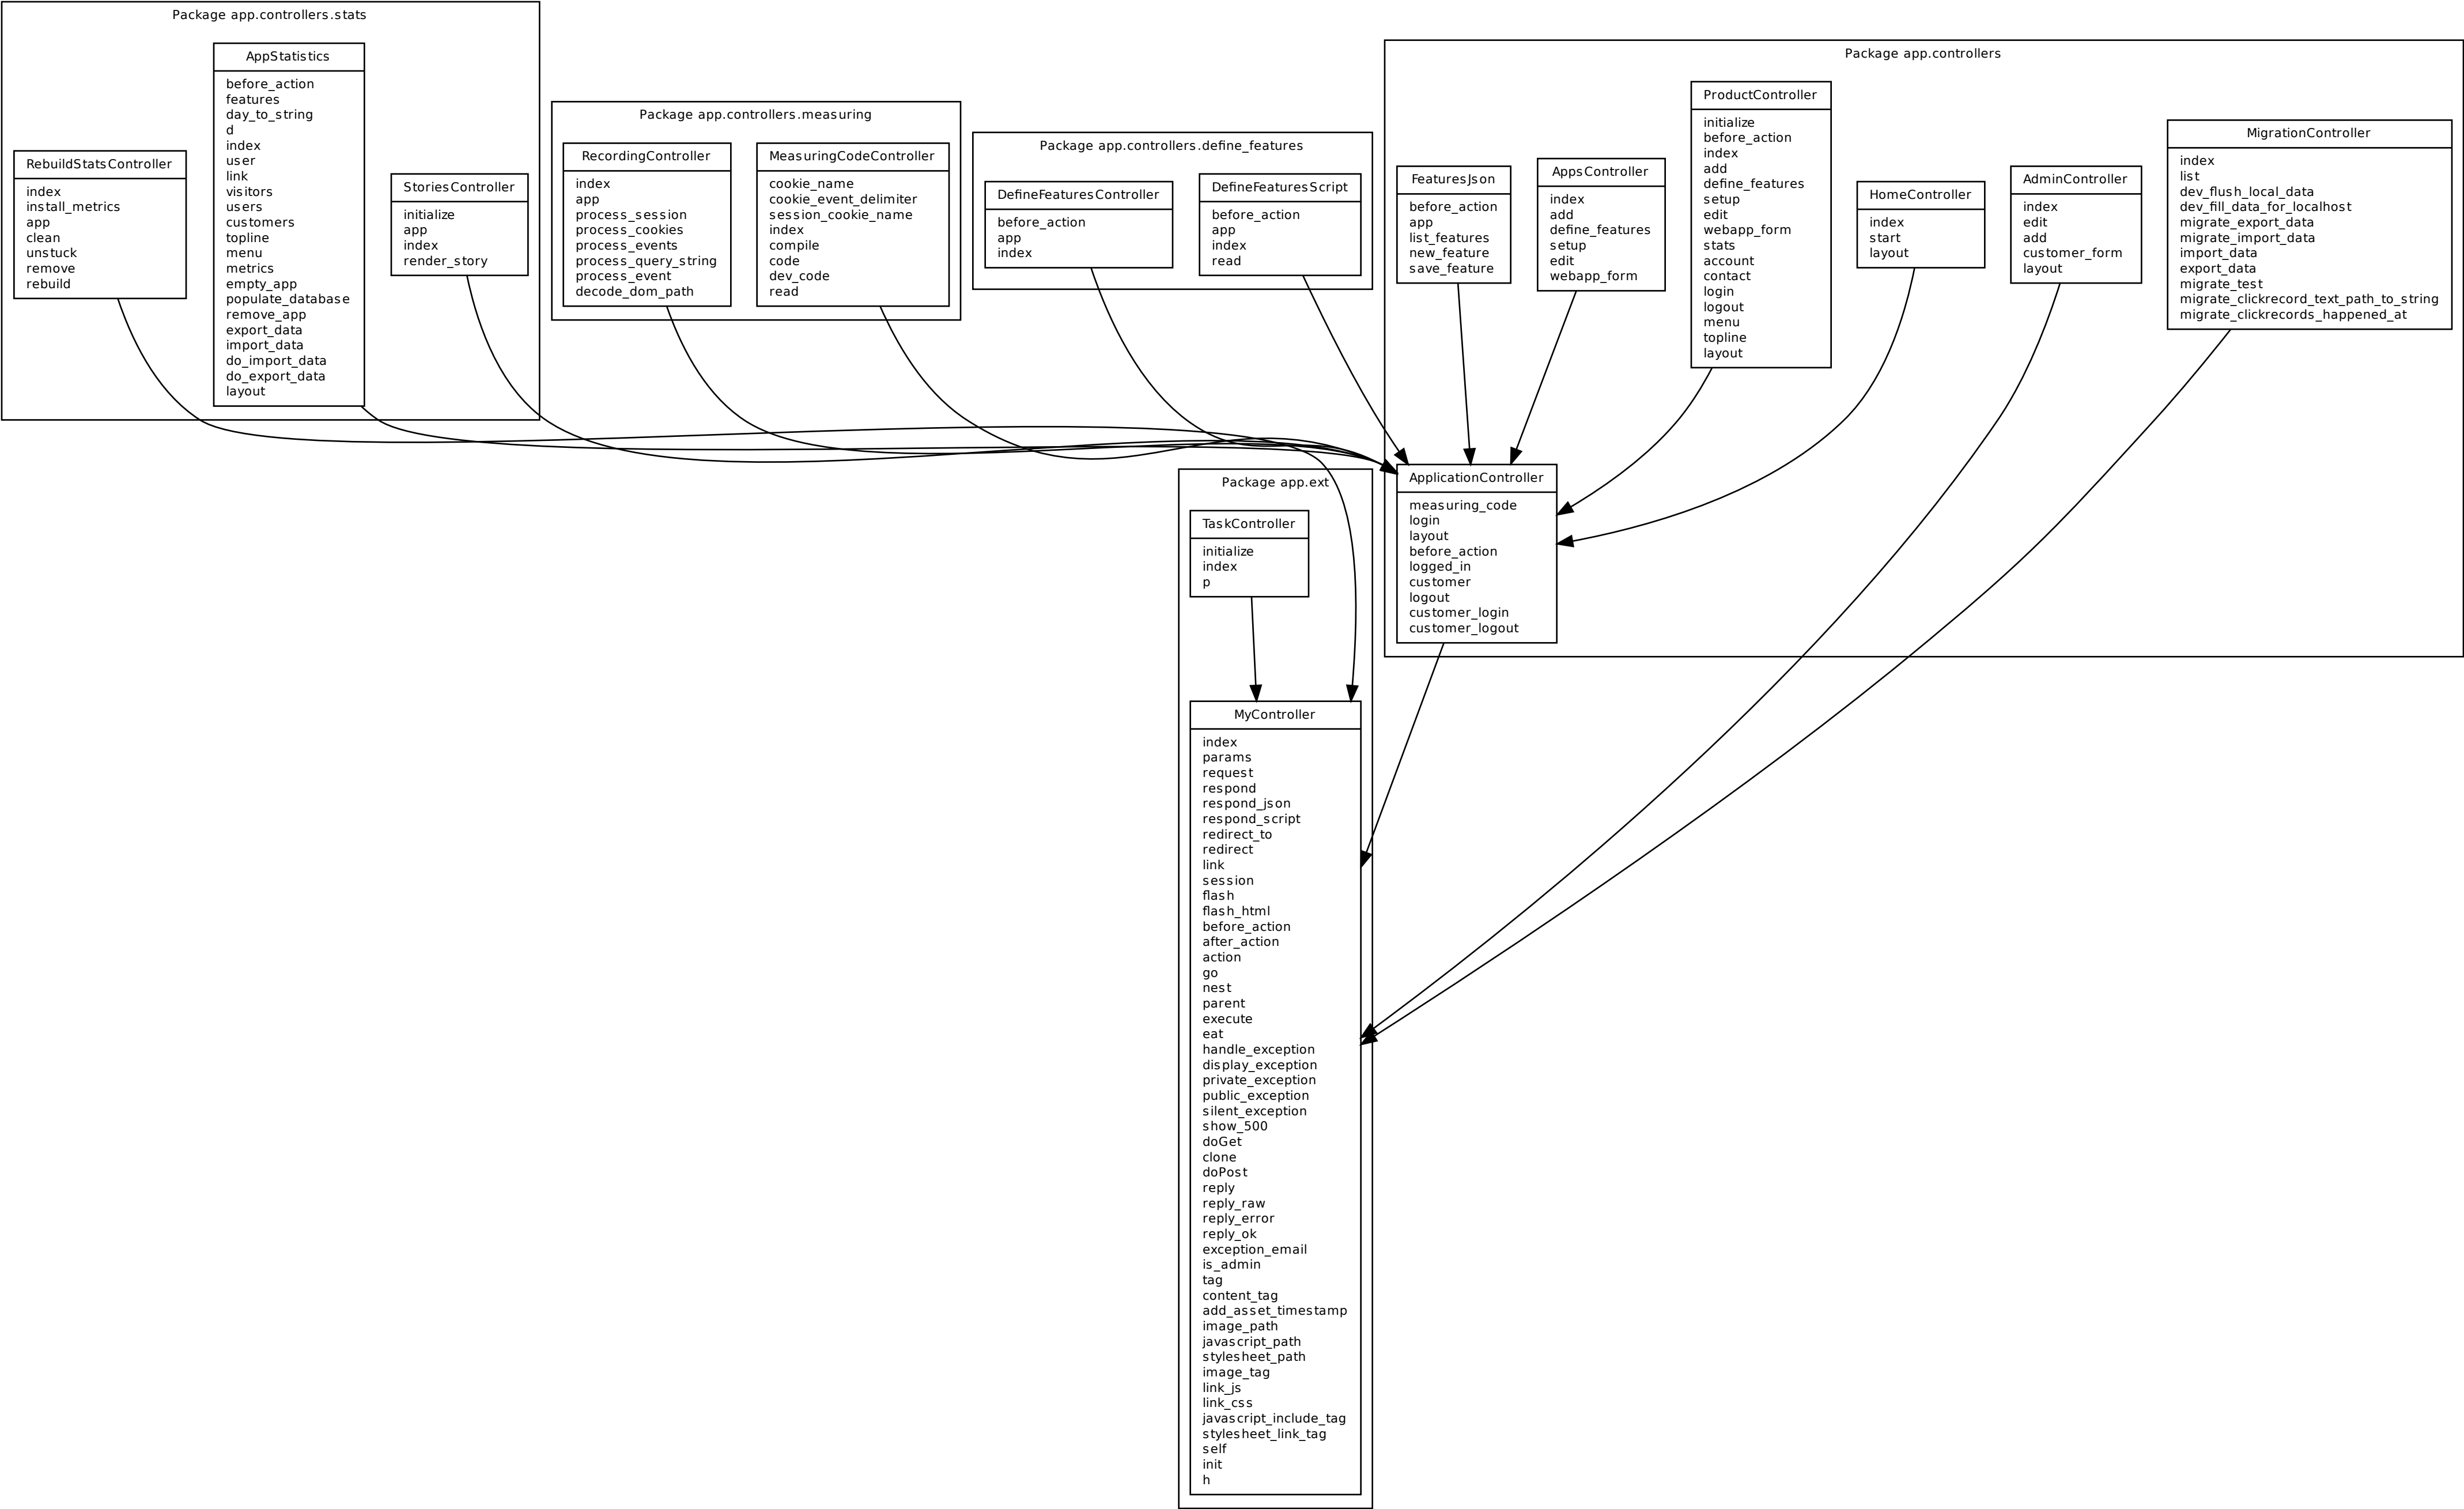 Package app.controllers.stats
RebuildStatsController
index
install_metrics
app
clean
unstuck
remove
rebuild
AppStatistics
before_action
features
day_to_string
d
index
user
link
visitors
users
customers
topline
menu
metrics
empty_app
populate_database
remove_app
export_data
import_data
do_import_data
do_export_data
layout
StoriesController
initialize
app
index
render_story
Package app.controllers.measuring
RecordingController
index
app
process_session
process_cookies
process_events
process_query_string
process_event
decode_dom_path
MeasuringCodeController
cookie_name
cookie_event_delimiter
session_cookie_name
index
compile
code
dev_code
read
Package app.controllers.define_features
DefineFeaturesController
before_action
app
index
DefineFeaturesScript
before_action
app
index
read
Package app.controllers
FeaturesJson
before_action
app
list_features
new_feature
save_feature
AppsController
index
add
define_features
setup
edit
webapp_form
ProductController
initialize
before_action
index
add
define_features
setup
edit
webapp_form
stats
account
contact
login
logout
menu
topline
layout
HomeController
index
start
layout
AdminController
index
edit
add
customer_form
layout
MigrationController
index
list
dev_flush_local_data
dev_fill_data_for_localhost
migrate_export_data
migrate_import_data
import_data
export_data
migrate_test
migrate_clickrecord_text_path_to_string
migrate_clickrecords_happened_at
ApplicationController
measuring_code
login
layout
before_action
logged_in
customer
logout
customer_login
customer_logout
Package app.ext
TaskController
initialize
index
p
MyController
index
params
request
respond
respond_json
respond_script
redirect_to
redirect
link
session
flash
flash_html
before_action
after_action
action
go
nest
parent
execute
eat
handle_exception
display_exception
private_exception
public_exception
silent_exception
show_500
doGet
clone
doPost
reply
reply_raw
reply_error
reply_ok
exception_email
is_admin
tag
content_tag
add_asset_timestamp
image_path
javascript_path
stylesheet_path
image_tag
link_js
link_css
javascript_include_tag
stylesheet_link_tag
self
init
h